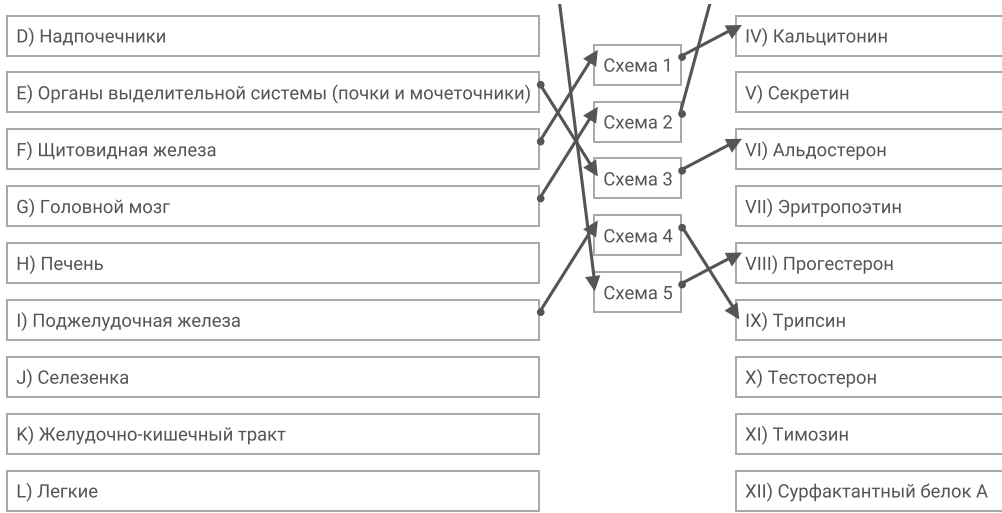 D) Надпочечники
E) Органы выделительной системы (почки и мочеточники)
F) Щитовидная железа
G) Головной мозг
H) Печень
I) Поджелудочная железа
J) Селезенка
K) Желудочно-кишечный тракт
L) Легкие
Схема 1
Схема 2
Схема 3
Схема 4
Схема 5
IV) Кальцитонин
V) Секретин
VI) Альдостерон
VII) Эритропоэтин
VIII) Прогестерон
IX) Трипсин
X) Тестостерон
XI) Тимозин
XII) Сурфактантный белок А